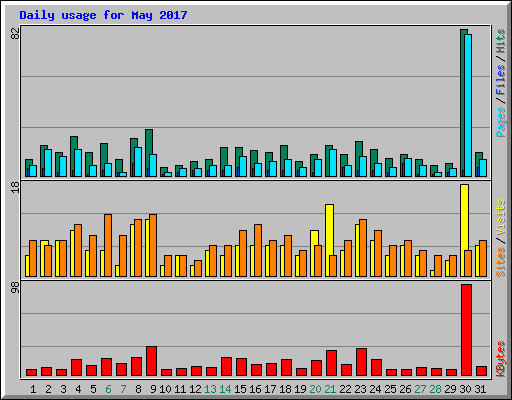 Daily usage for May 2017
82
Pages / Files / Hits
18
Sites / Visits
98
KBytes
1 2 3 4 5 6 7 8 9 10 11 12 13 14 15 16 17 18 19 20 21 22 23 24 25 26 27 28 29 30 31